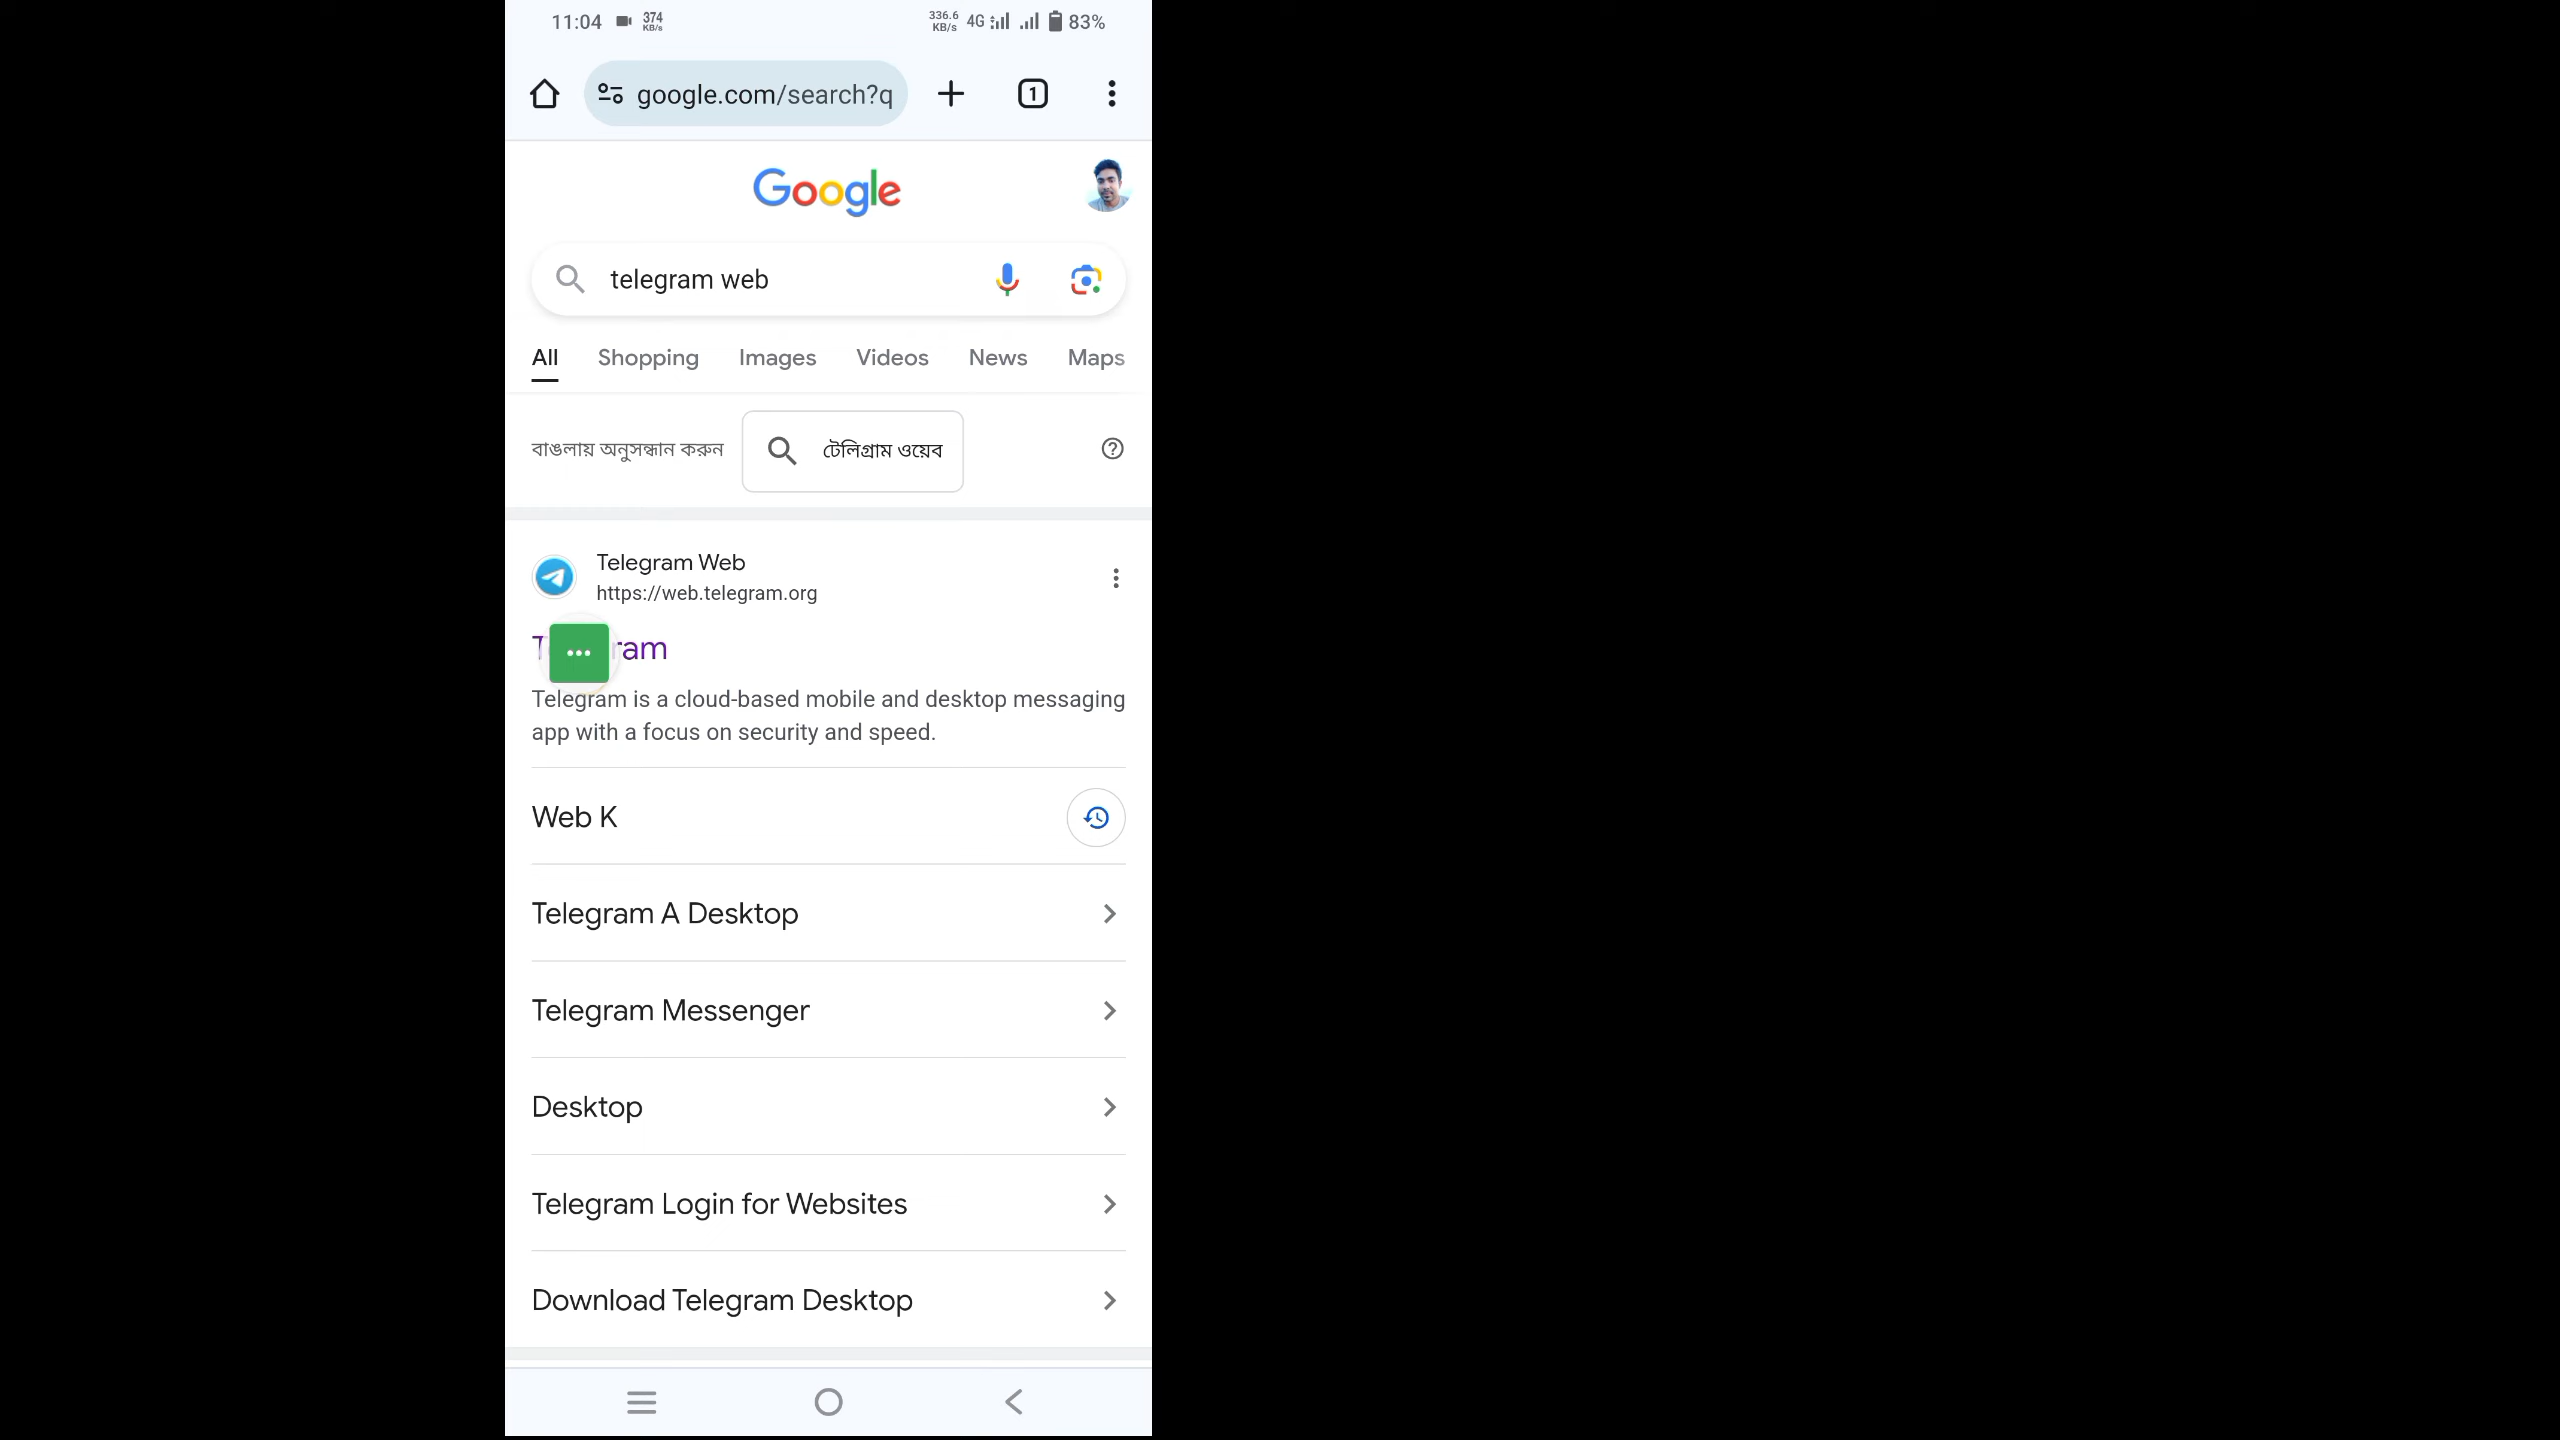 11:04 374 KB/s 336.6 KB/s 4G 83%
google.com/search?q 1
Google
telegram web
All Shopping Images Videos News Maps
বাঙলায় অনুসন্ধান করুন টেলিগ্রাম ওয়েব
Telegram Web
https://web.telegram.org
T ram
Telegram is a cloud-based mobile and desktop messaging
app with a focus on security and speed.
Web K
Telegram A Desktop
Telegram Messenger
Desktop
Telegram Login for Websites
Download Telegram Desktop